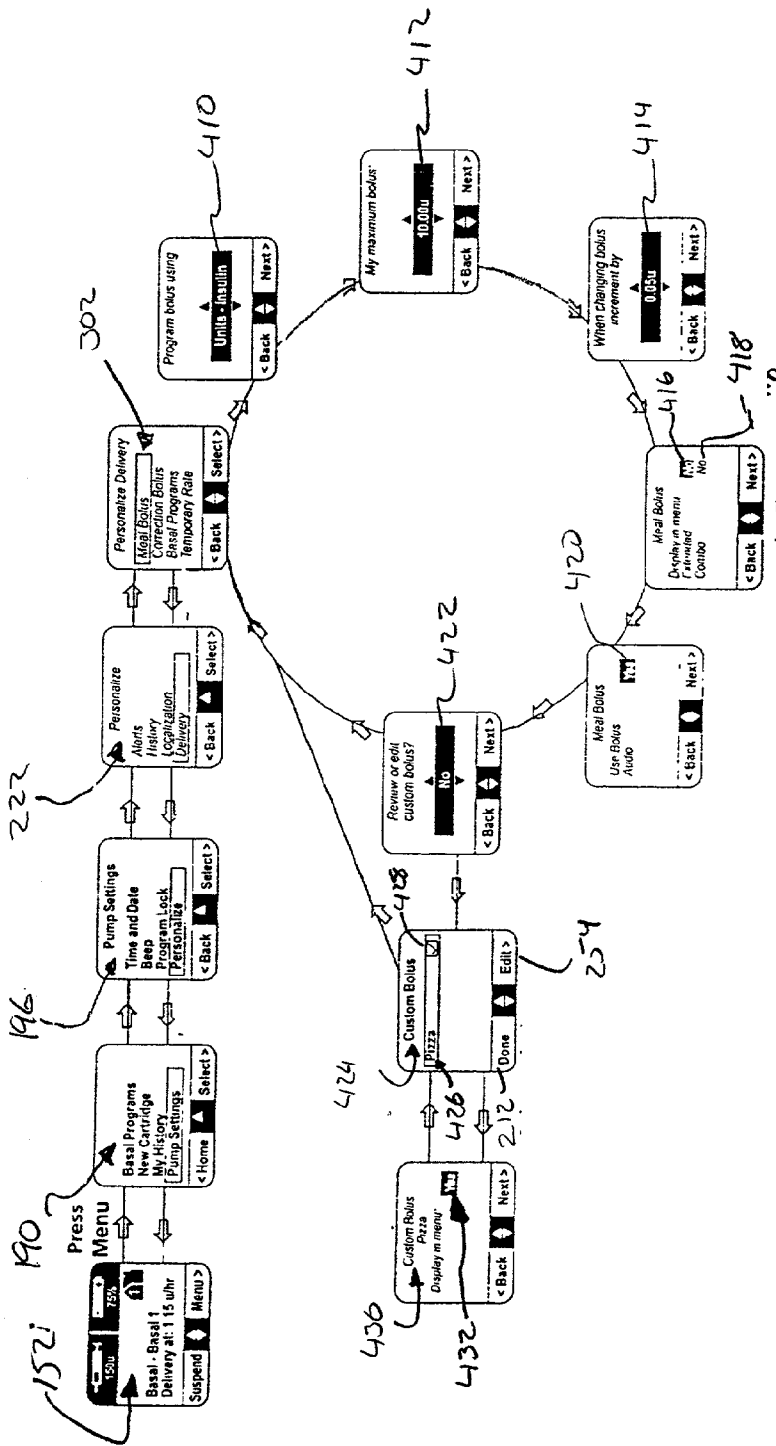 152i
150u
75%
Basal - Basal 1
Delivery at: 1 15 u/hr
Suspend
Menu >
Press
Menu
190
Basal Programs
New Cartridge
My History
Pump Settings
< Home
Select >
196
Pump Settings
Time and Date
Beep
Program Lock
Personalize
< Back
Select >
222
Personalize
Alerts
History
Localization
Delivery
< Back
Select >
302
Personalize Delivery
Meal Bolus
Correction Bolus
Basal Programs
Temporary Rate
< Back
Select >
410
Program bolus using
Units - Insulin
< Back
Next >
412
My maximum bolus:
10.00u
< Back
Next >
414
When changing bolus
increment by
0.05u
< Back
Next >
416
418
Meal Bolus
Display in menu
Extended
Combo
Yes
No
< Back
Next >
420
Meal Bolus
Use Bolus
Audio
Yes
< Back
Next >
422
Review or edit
custom bolus?
No
< Back
Next >
424
428
Custom Bolus
Pizza
426
Done
Edit >
212
254
436
Custom Bolus
Pizza
Display in menu:
Yes
432
< Back
Next >